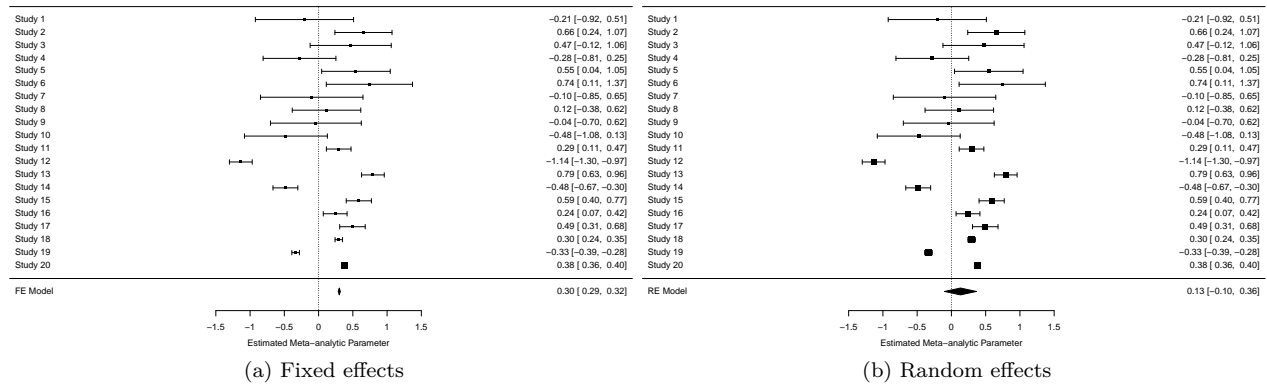 Study 1 −0.21 [−0.92, 0.51]
Study 2 0.66 [ 0.24, 1.07]
Study 3 0.47 [−0.12, 1.06]
Study 4 −0.28 [−0.81, 0.25]
Study 5 0.55 [ 0.04, 1.05]
Study 6 0.74 [ 0.11, 1.37]
Study 7 −0.10 [−0.85, 0.65]
Study 8 0.12 [−0.38, 0.62]
Study 9 −0.04 [−0.70, 0.62]
Study 10 −0.48 [−1.08, 0.13]
Study 11 0.29 [ 0.11, 0.47]
Study 12 −1.14 [−1.30, −0.97]
Study 13 0.79 [ 0.63, 0.96]
Study 14 −0.48 [−0.67, −0.30]
Study 15 0.59 [ 0.40, 0.77]
Study 16 0.24 [ 0.07, 0.42]
Study 17 0.49 [ 0.31, 0.68]
Study 18 0.30 [ 0.24, 0.35]
Study 19 −0.33 [−0.39, −0.28]
Study 20 0.38 [ 0.36, 0.40]
FE Model 0.30 [ 0.29, 0.32]
−1.5 −1 −0.5 0 0.5 1 1.5
Estimated Meta−analytic Parameter
(a) Fixed effects
Study 1 −0.21 [−0.92, 0.51]
Study 2 0.66 [ 0.24, 1.07]
Study 3 0.47 [−0.12, 1.06]
Study 4 −0.28 [−0.81, 0.25]
Study 5 0.55 [ 0.04, 1.05]
Study 6 0.74 [ 0.11, 1.37]
Study 7 −0.10 [−0.85, 0.65]
Study 8 0.12 [−0.38, 0.62]
Study 9 −0.04 [−0.70, 0.62]
Study 10 −0.48 [−1.08, 0.13]
Study 11 0.29 [ 0.11, 0.47]
Study 12 −1.14 [−1.30, −0.97]
Study 13 0.79 [ 0.63, 0.96]
Study 14 −0.48 [−0.67, −0.30]
Study 15 0.59 [ 0.40, 0.77]
Study 16 0.24 [ 0.07, 0.42]
Study 17 0.49 [ 0.31, 0.68]
Study 18 0.30 [ 0.24, 0.35]
Study 19 −0.33 [−0.39, −0.28]
Study 20 0.38 [ 0.36, 0.40]
RE Model 0.13 [−0.10, 0.36]
−1.5 −1 −0.5 0 0.5 1 1.5
Estimated Meta−analytic Parameter
(b) Random effects